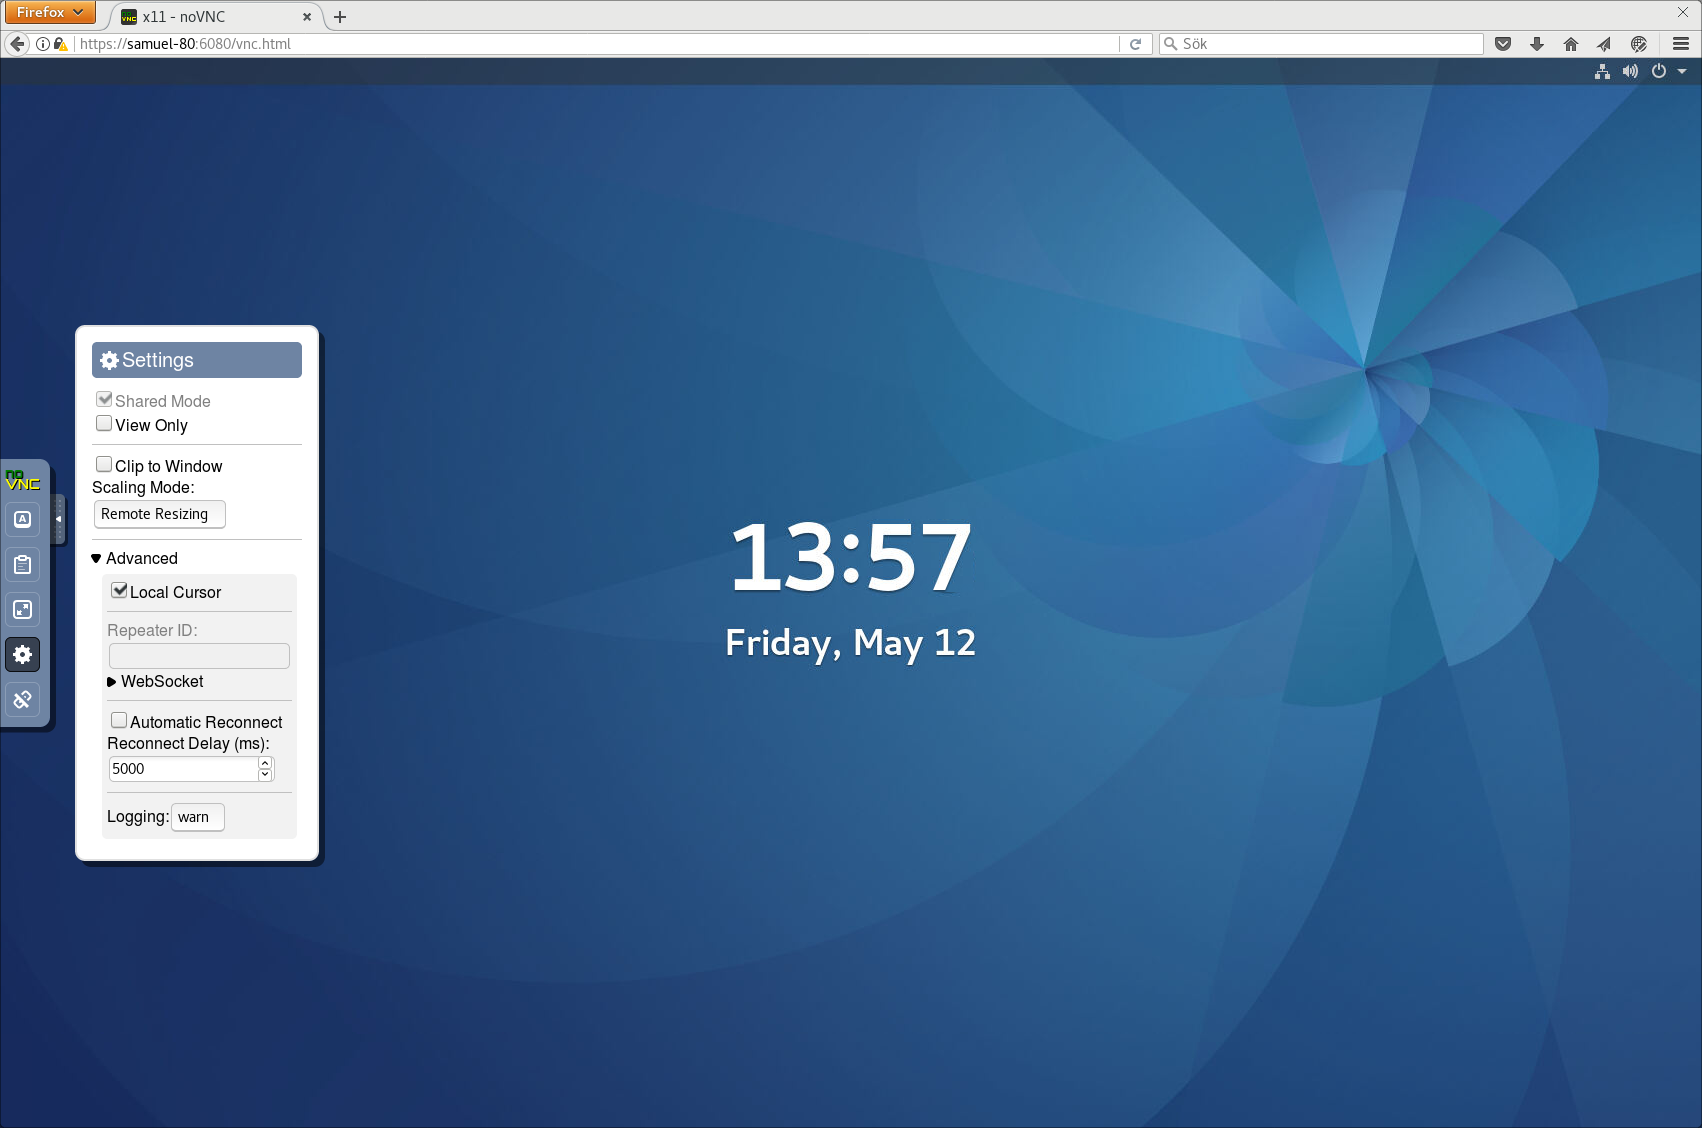 Firefox
x11 - noVNC
https://samuel-80:6080/vnc.html
Sök
Settings
Shared Mode
View Only
Clip to Window
Scaling Mode:
Remote Resizing
Advanced
Local Cursor
Repeater ID:
WebSocket
Automatic Reconnect
Reconnect Delay (ms):
5000
Logging: warn
no
VNC
A
13:57
Friday, May 12